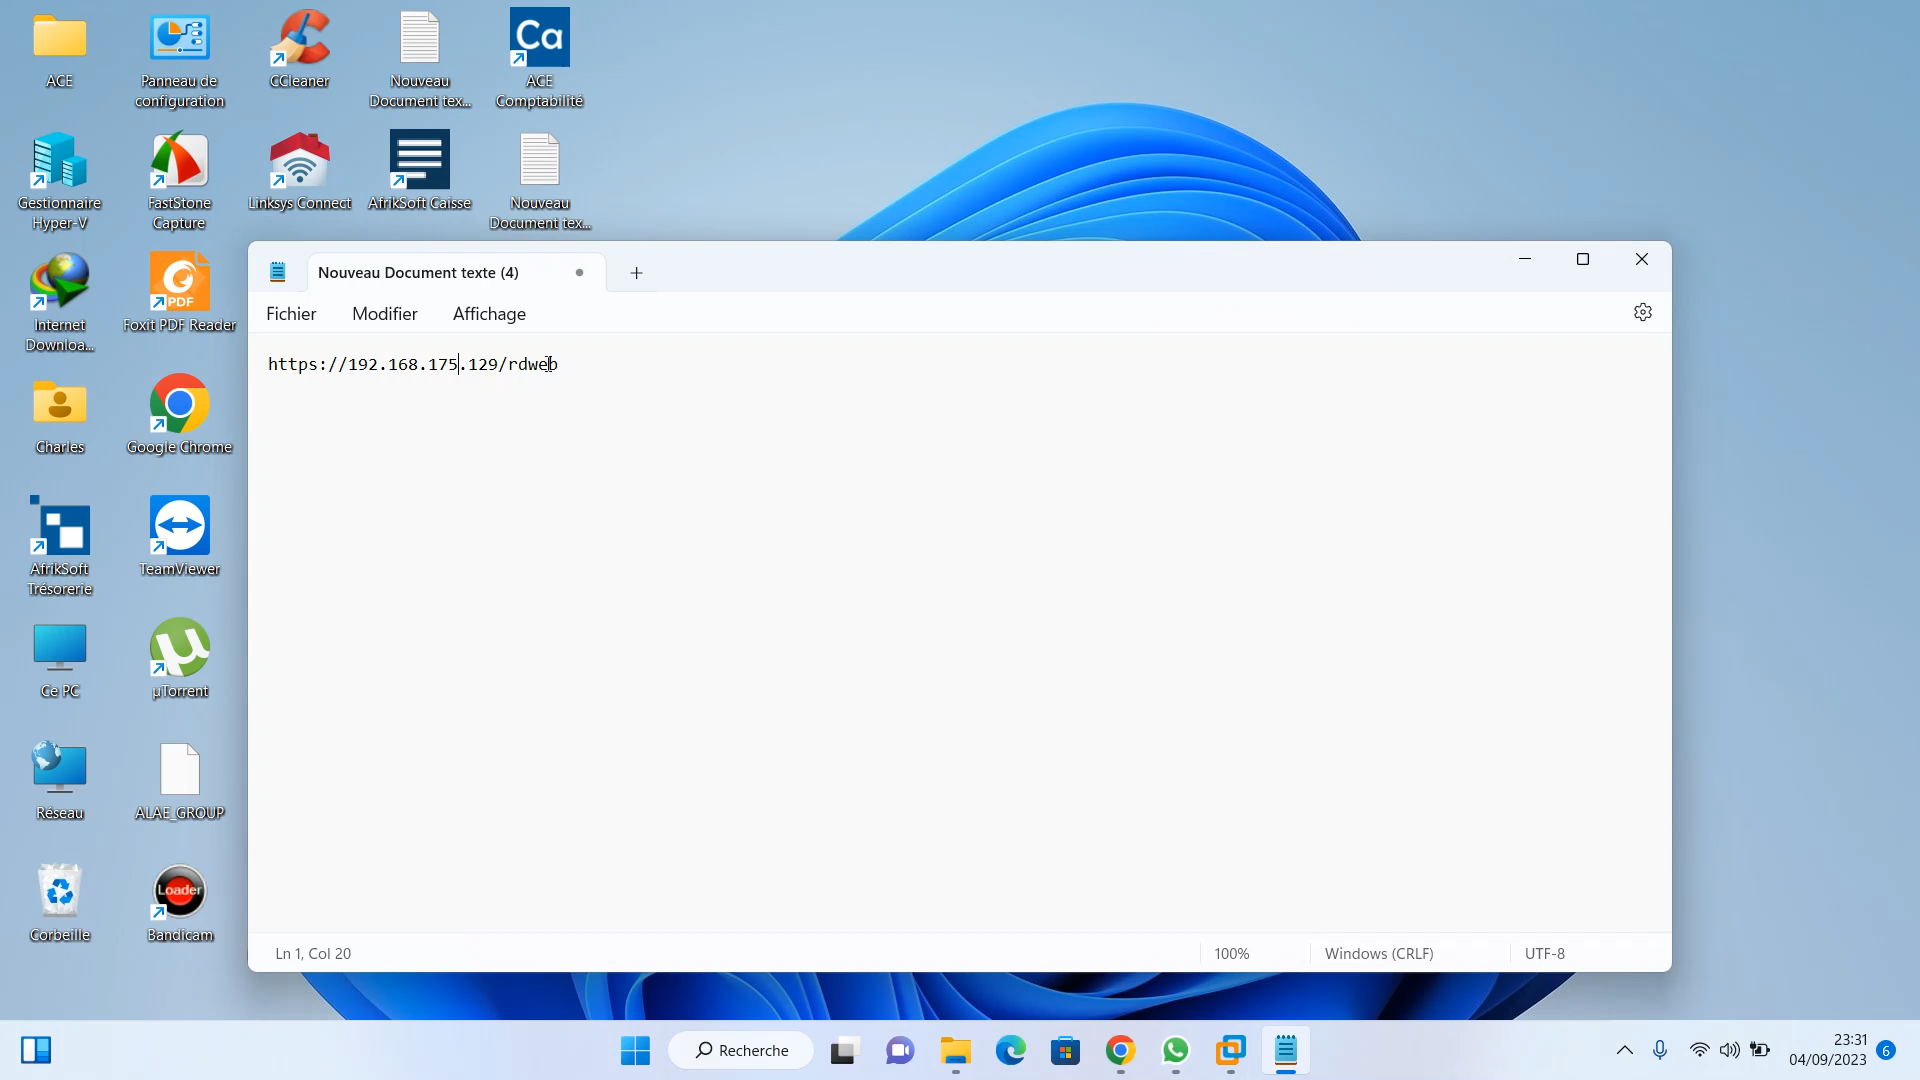 ACE
Panneau de
configuration
CCleaner
Nouveau
Document tex...
Ca
ACE
Comptabilité
Gestionnaire
Hyper-V
FastStone
Capture
Linksys Connect
AfrikSoft Caisse
Nouveau
Document tex...
Internet
Downloa...
PDF
Foxit PDF Reader
Charles
Google Chrome
AfrikSoft
Trésorerie
TeamViewer
Ce PC
µTorrent
Réseau
ALAE_GROUP
Corbeille
Loader
Bandicam
Nouveau Document texte (4)
Fichier
Modifier
Affichage
https://192.168.175.129/rdweb
Ln 1, Col 20
100%
Windows (CRLF)
UTF-8
Recherche
23:31
04/09/2023
6